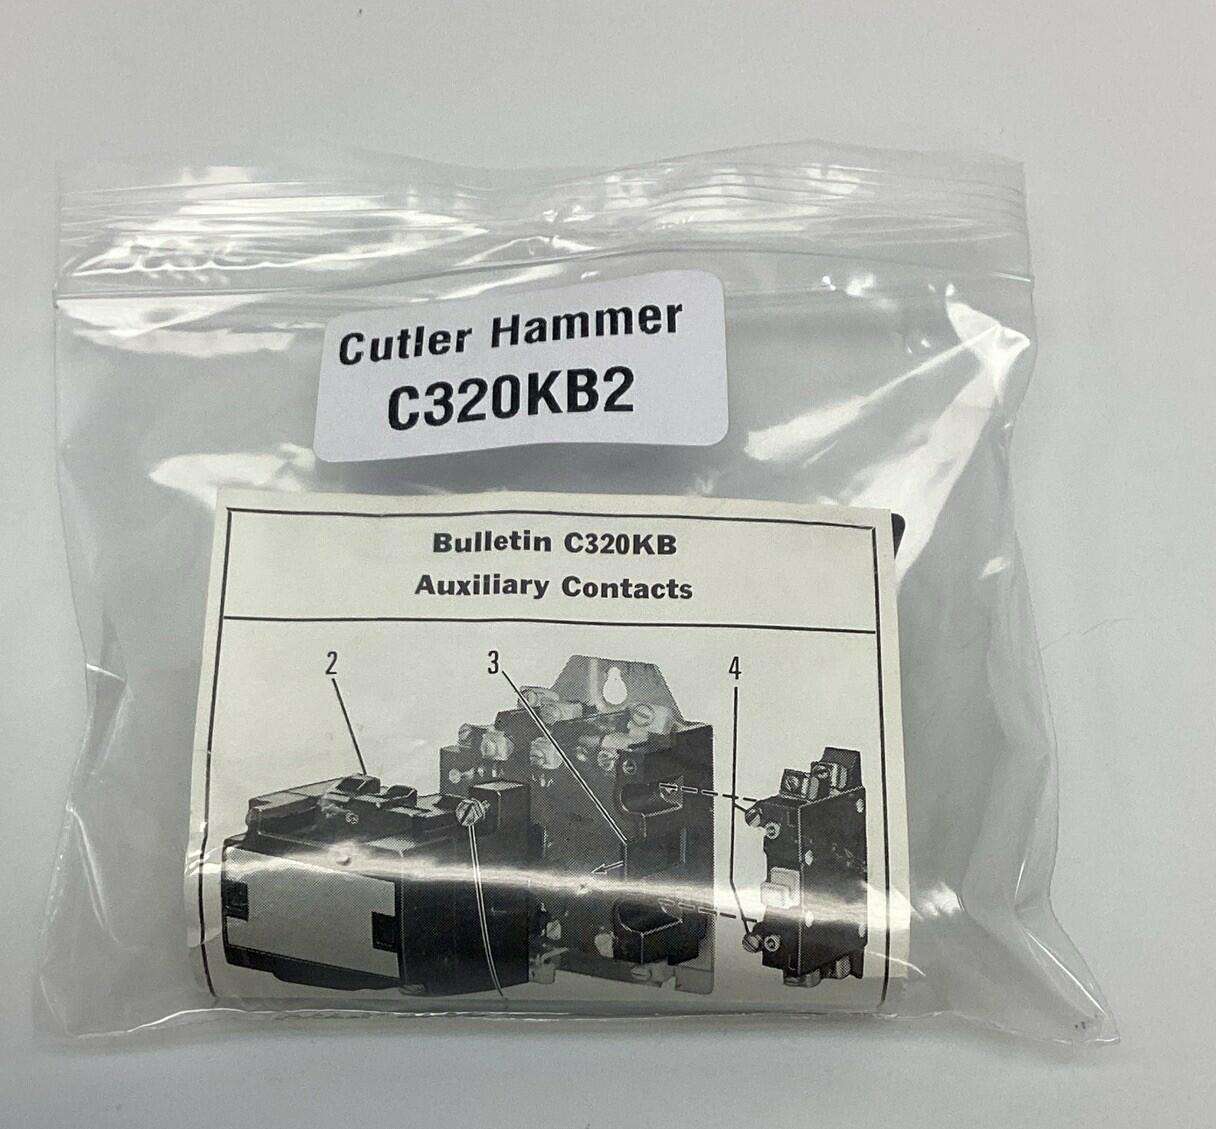 Cutler Hammer
C320KB2
Bulletin C320KB
Auxiliary Contacts
2 3 4